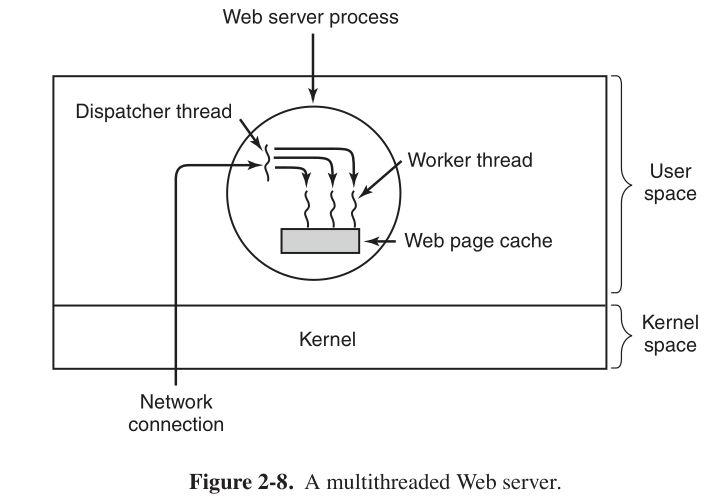 Web server process
Dispatcher thread
Worker thread
User
space
Web page cache
Kernel
Kernel
space
Network
connection
Figure 2-8. A multithreaded Web server.